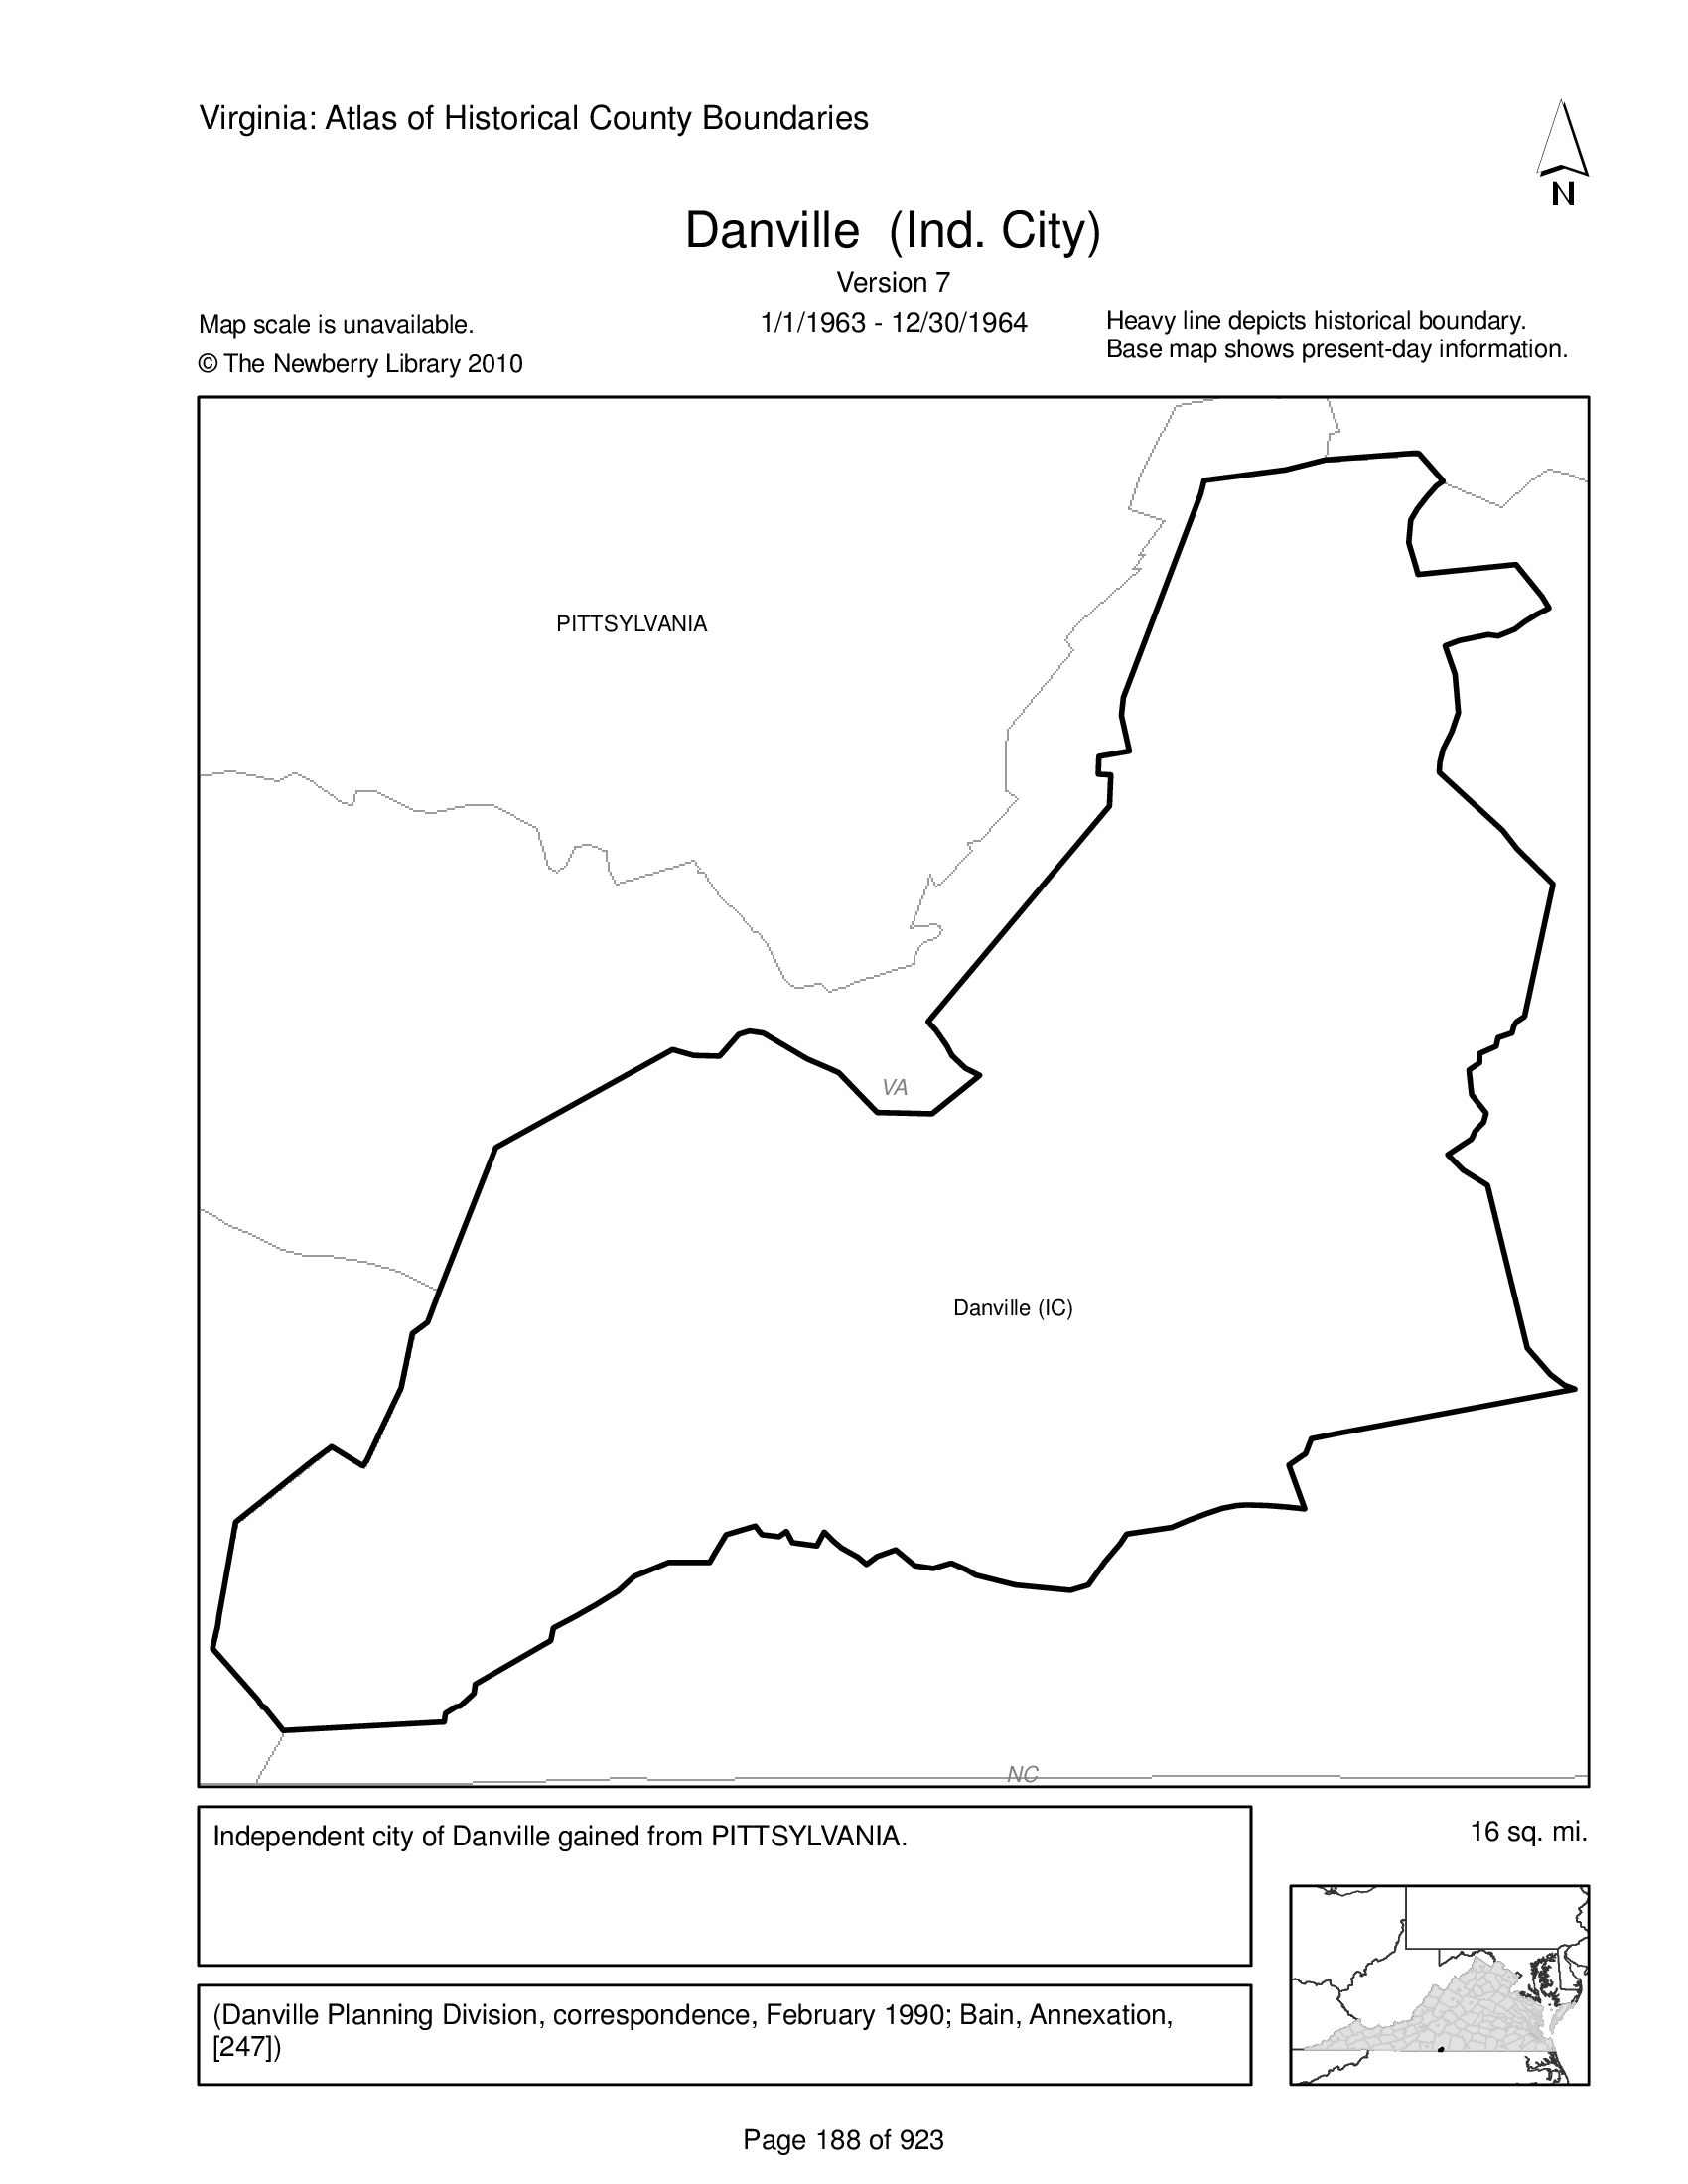 Virginia: Atlas of Historical County Boundaries
N
Danville (Ind. City)
Version 7
Map scale is unavailable.
1/1/1963 - 12/30/1964
Heavy line depicts historical boundary.
© The Newberry Library 2010
Base map shows present-day information.
PITTSYLVANIA
VA
Danville (IC)
NC
Independent city of Danville gained from PITTSYLVANIA.
16 sq. mi.
(Danville Planning Division, correspondence, February 1990; Bain, Annexation,
[247])
Page 188 of 923